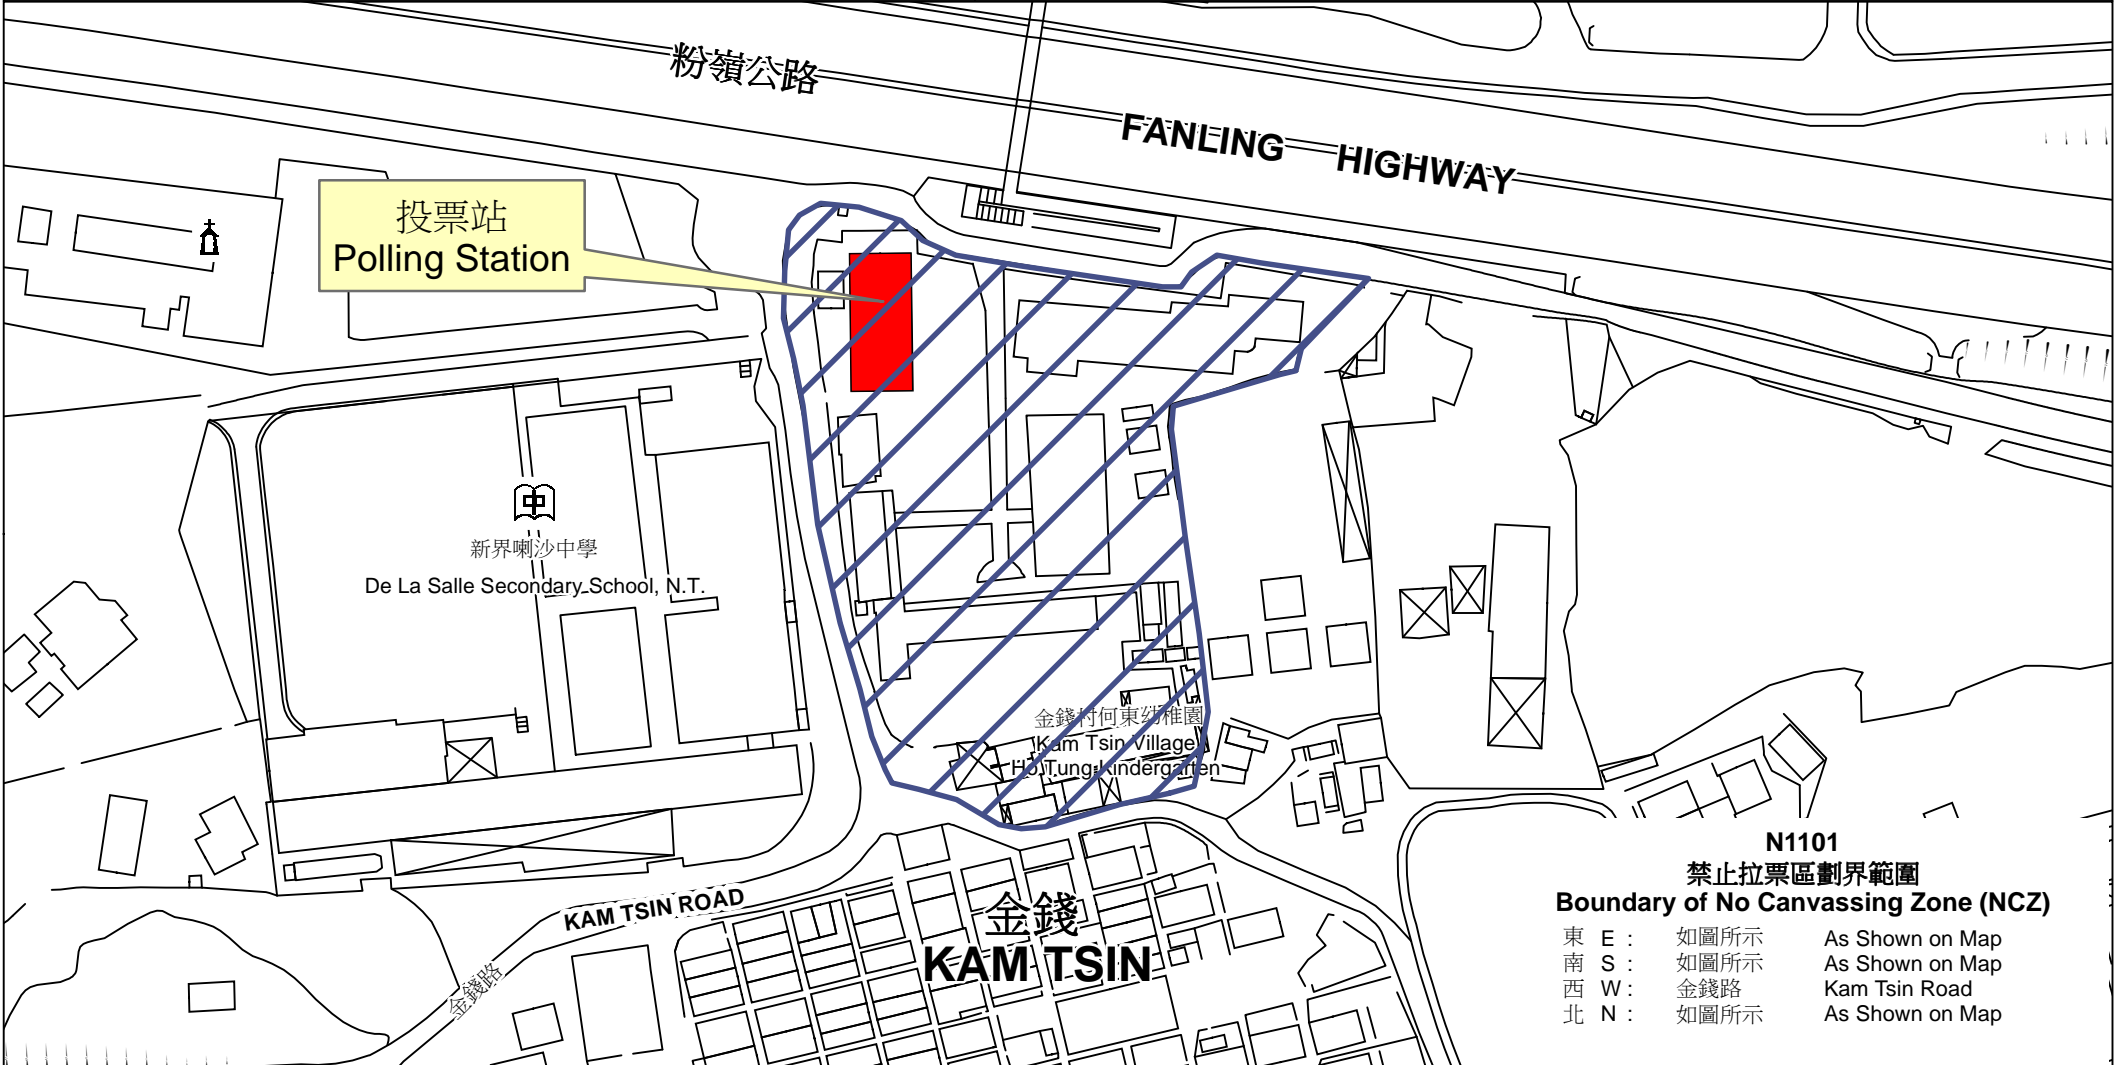 粉嶺公路
FANLING HIGHWAY
投票站
Polling Station
中
新界喇沙中學
De La Salle Secondary School, N.T.
金錢村何東幼稚園
Kam Tsin Village
Ho Tung Kindergarten
KAM TSIN ROAD
金錢路
金錢
KAM TSIN
N1101
禁止拉票區劃界範圍
Boundary of No Canvassing Zone (NCZ)
東 E : 如圖所示 As Shown on Map
南 S : 如圖所示 As Shown on Map
西 W : 金錢路 Kam Tsin Road
北 N : 如圖所示 As Shown on Map